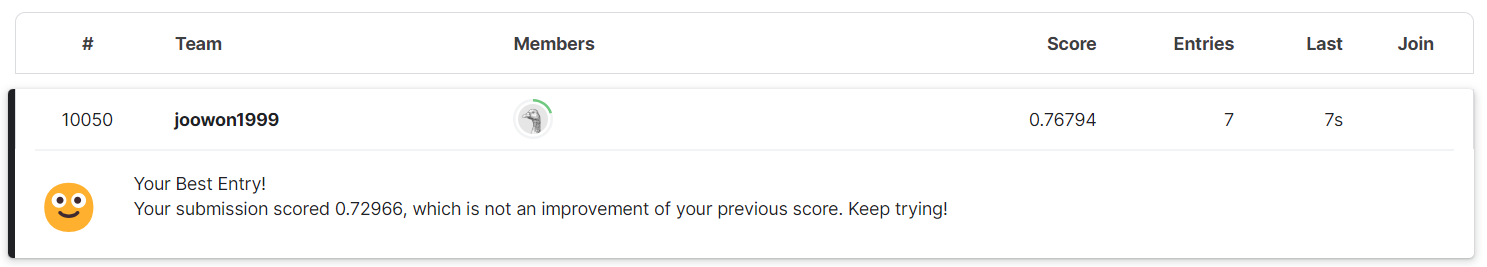 # Team Members Score Entries Last Join
10050 joowon1999 0.76794 7 7s
Your Best Entry!
Your submission scored 0.72966, which is not an improvement of your previous score. Keep trying!